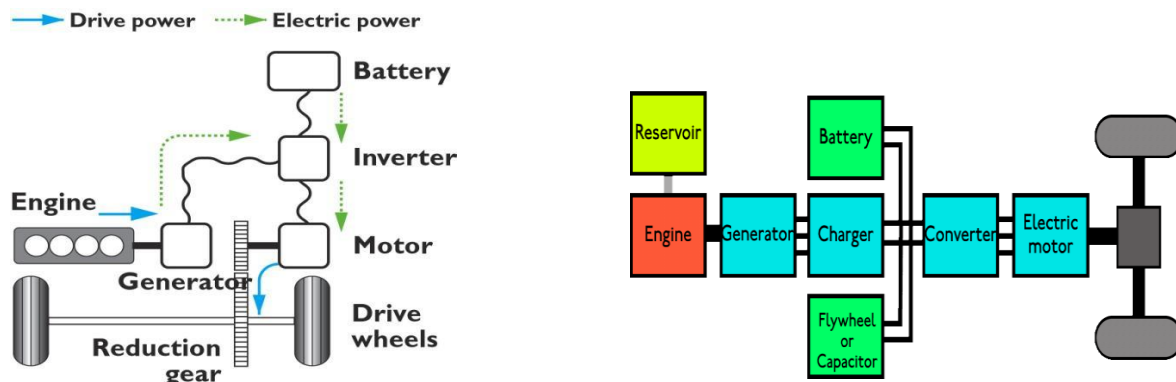 Drive power
Electric power
Battery
Inverter
Engine
Motor
Generator
Drive
wheels
Reduction
gear
Reservoir
Battery
Engine
Generator
Charger
Converter
Electric
motor
Flywheel
or
Capacitor